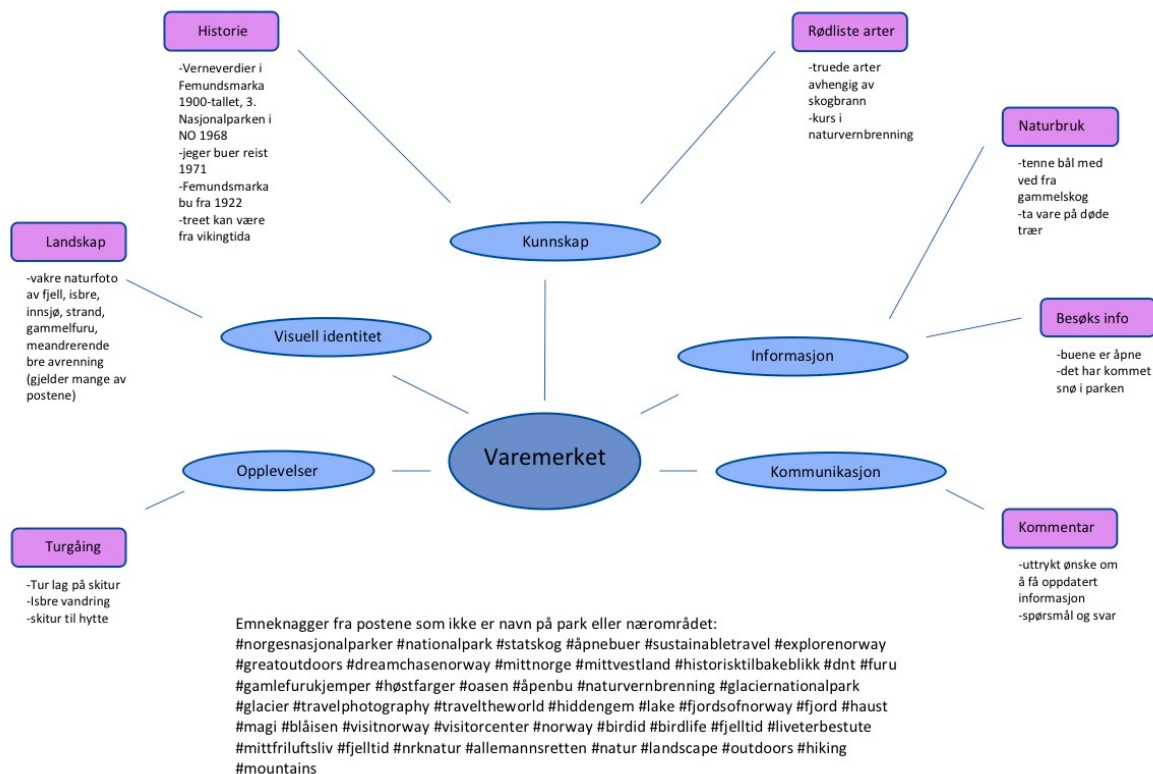 Historie
-Verneverdier i
Femundsmarka
1900-tallet, 3.
Nasjonalparken i
NO 1968
-jeger buer reist
1971
-Femundsmarka
bu fra 1922
-treet kan være
fra vikingtida
Rødliste arter
-truede arter
avhengig av
skogbrann
-kurs i
naturvernbrenning
Naturbruk
-tenne bål med
ved fra
gammelskog
-ta vare på døde
trær
Kunnskap
Landskap
-vakre naturfoto
av fjell, isbre,
innsjø, strand,
gammelfuru,
meandrerende
bre avrenning
(gjelder mange av
postene)
Visuell identitet
Informasjon
Besøks info
-buene er åpne
-det har kommet
snø i parken
Varemerket
Opplevelser
Kommunikasjon
Turgåing
-Tur lag på skitur
-Isbre vandring
-skitur til hytte
Kommentar
-uttrykt ønske om
å få oppdatert
informasjon
-spørsmål og svar
Emneknagger fra postene som ikke er navn på park eller nærområdet:
#norgesnasjonalparker #nationalpark #statskog #åpnebuer #sustainabletravel #explorenorway
#greatoutdoors #dreamchasenorway #mittnorge #mittvestland #historisktilbakeblikk #dnt #furu
#gamlefurukjemper #høstfarger #oasen #åpenbu #naturvernbrenning #glaciernationalpark
#glacier #travelphotography #traveltheworld #hiddengem #lake #fjordsofnorway #fjord #haust
#magi #blåisen #visitnorway #visitorcenter #norway #birdid #birdlife #fjelltid #liveterbestute
#mittfriluftsliv #fjelltid #nrknatur #allemannsretten #natur #landscape #outdoors #hiking
#mountains